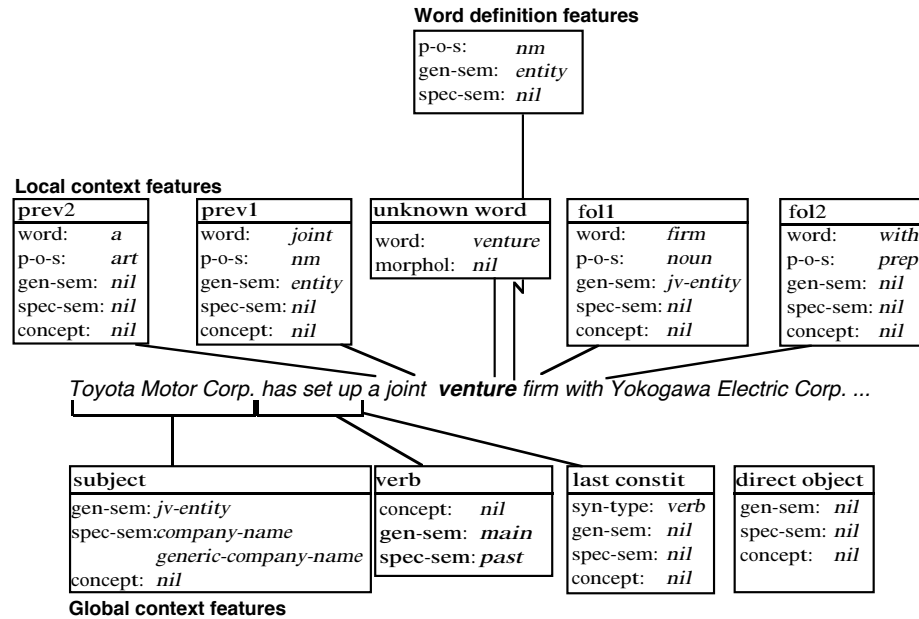 Word definition features
p-o-s: nm
gen-sem: entity
spec-sem: nil
Local context features
prev2
word: a
p-o-s: art
gen-sem: nil
spec-sem: nil
concept: nil
prev1
word: joint
p-o-s: nm
gen-sem: entity
spec-sem: nil
concept: nil
unknown word
word: venture
morphol: nil
fol1
word: firm
p-o-s: noun
gen-sem: jv-entity
spec-sem: nil
concept: nil
fol2
word: with
p-o-s: prep
gen-sem: nil
spec-sem: nil
concept: nil
Toyota Motor Corp. has set up a joint venture firm with Yokogawa Electric Corp. ...
subject
gen-sem: jv-entity
spec-sem:company-name
generic-company-name
concept: nil
verb
concept: nil
gen-sem: main
spec-sem: past
last constit
syn-type: verb
gen-sem: nil
spec-sem: nil
concept: nil
direct object
gen-sem: nil
spec-sem: nil
concept: nil
Global context features